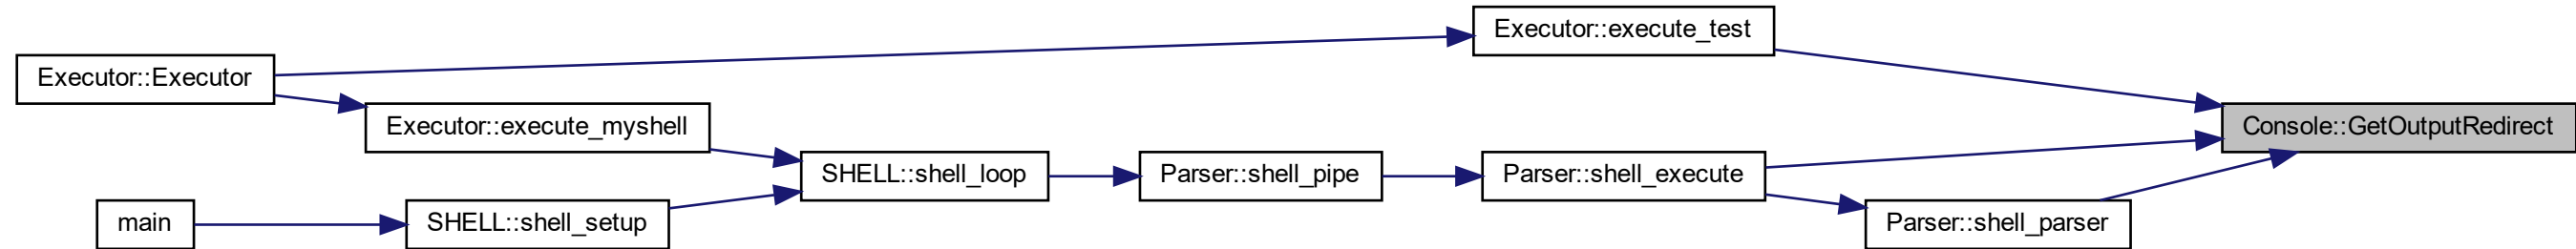 Executor::execute_test
Executor::Executor
Executor::execute_myshell
Console::GetOutputRedirect
SHELL::shell_loop
Parser::shell_pipe
Parser::shell_execute
main
SHELL::shell_setup
Parser::shell_parser